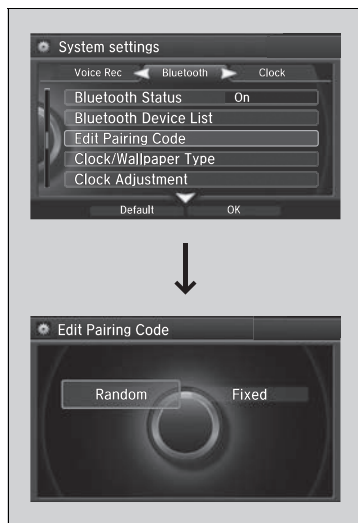 System settings
Voice Rec Bluetooth Clock
Bluetooth Status On
Bluetooth Device List
Edit Pairing Code
Clock/Wallpaper Type
Clock Adjustment
Default OK
Edit Pairing Code
Random Fixed